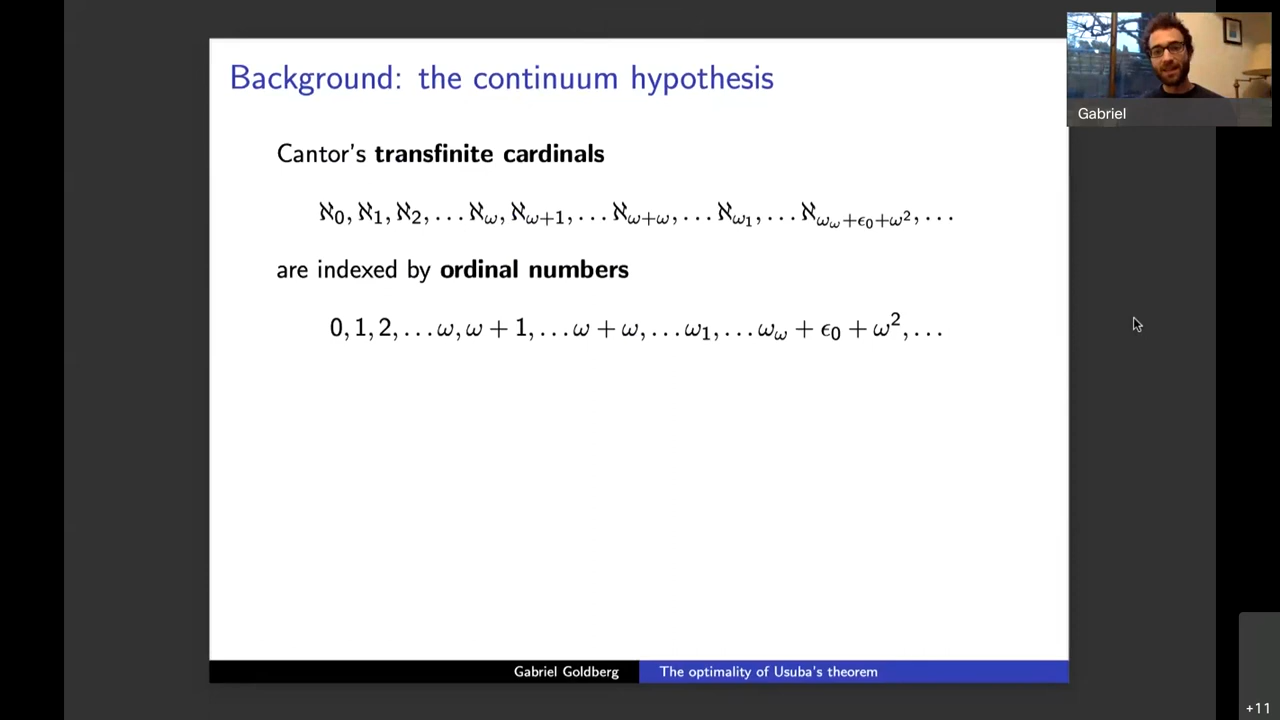 Background: the continuum hypothesis
Gabriel
Cantor's transfinite cardinals
ℵ₀, ℵ₁, ℵ₂, … ℵ_ω, ℵ_{ω+1}, … ℵ_{ω+ω}, … ℵ_{ω₁}, … ℵ_{ω_ω+ϵ₀+ω²}, …
are indexed by ordinal numbers
0, 1, 2, … ω, ω + 1, … ω + ω, … ω₁, … ω_ω + ϵ₀ + ω², …
Gabriel Goldberg
The optimality of Usuba's theorem
+11